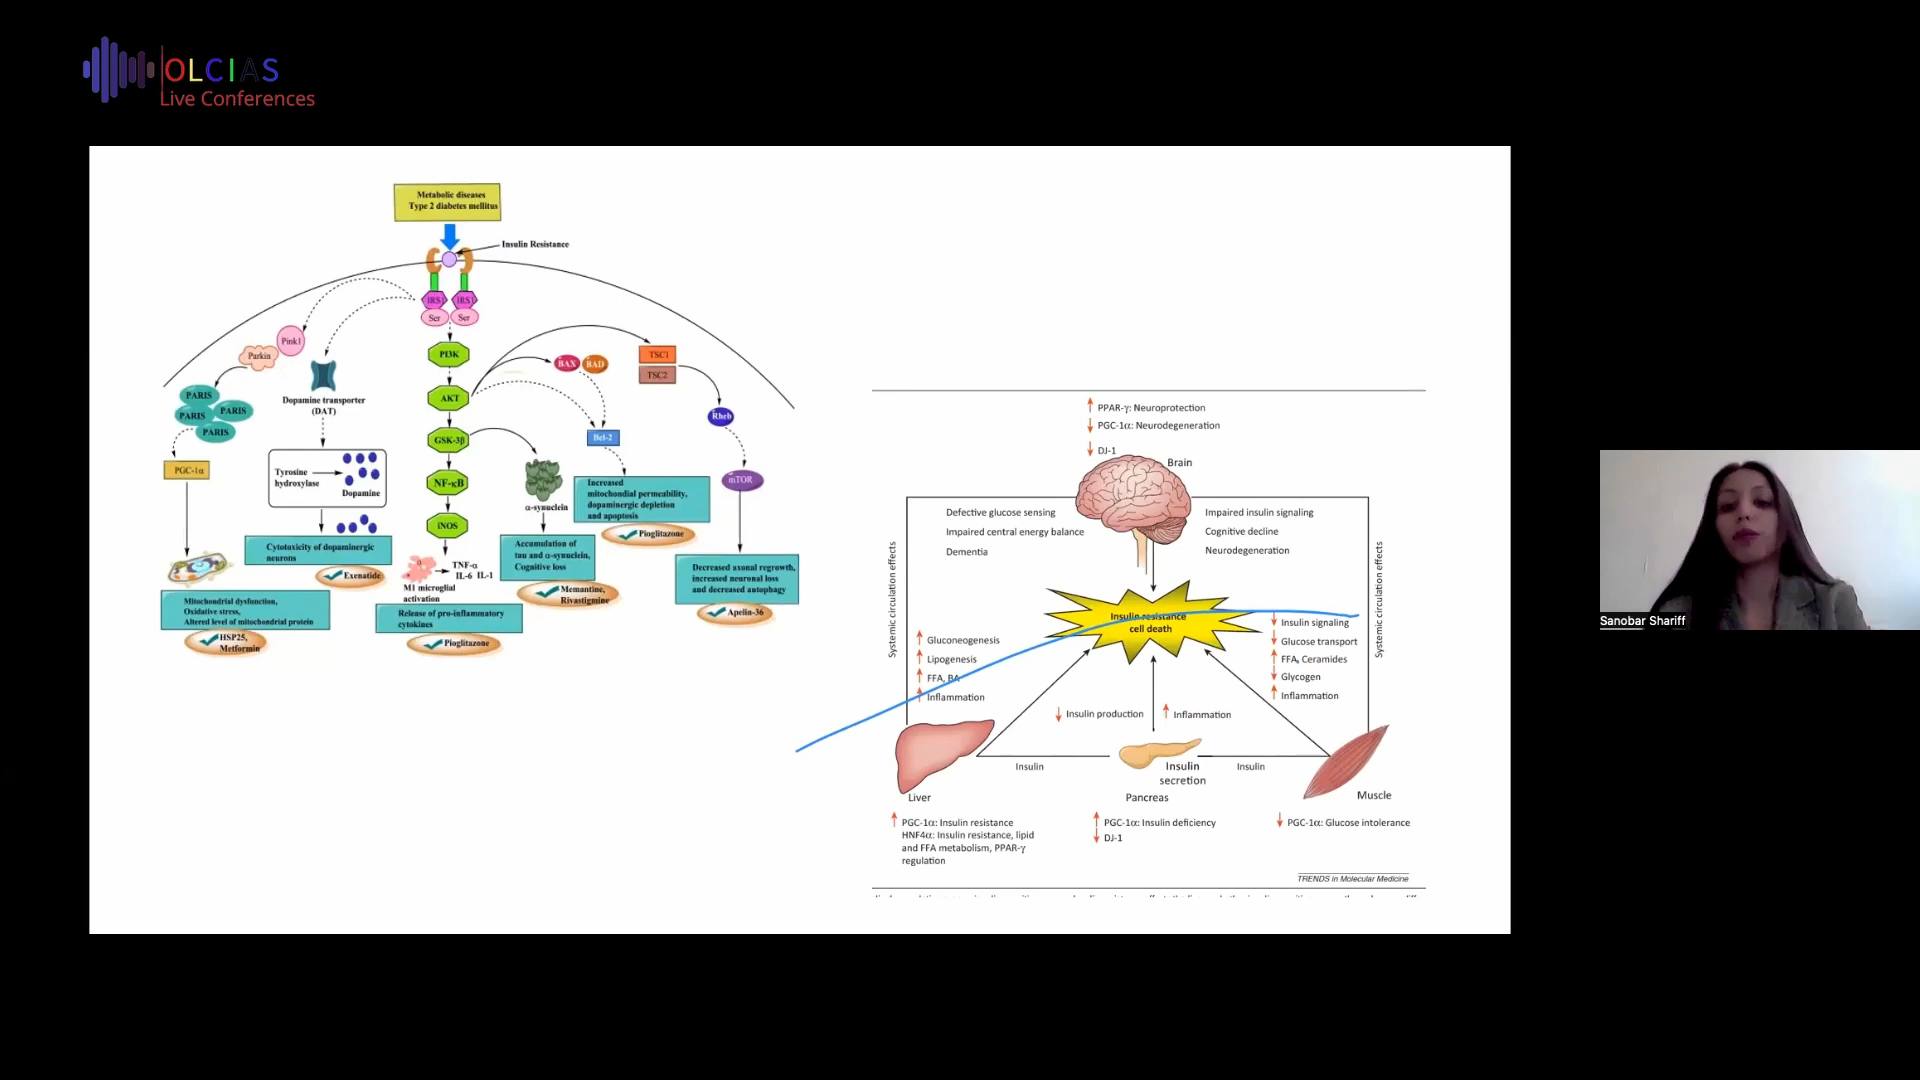 OLCIAS
Live Conferences
Metabolic diseases
Type 2 diabetes mellitus
Insulin Resistance
IRS1
IRS1
Ser
Ser
Pink1
Parkin
PI3K
BAX
BAD
TSC1
TSC2
PARIS
PARIS
PARIS
PARIS
Dopamine transporter
(DAT)
AKT
Rheb
GSK-3β
Bcl-2
PGC-1α
Tyrosine
hydroxylase
Dopamine
NF-κB
mTOR
α-synuclein
Increased
mitochondial permeability,
dopaminergic depletion
and apoptosis
iNOS
Pioglitazone
Cytotoxicity of dopaminergic
neurons
Exenatide
TNF-α
IL-6 IL-1
M1 microglial
activation
Accumulation of
tau and α-synuclein,
Cognitive loss
Memantine,
Rivastigmine
Decreased axonal regrowth,
increased neuronal loss
and decreased autophagy
Apelin-36
Mitochondrial dysfunction,
Oxidative stress,
Altered level of mitochondrial protein
HSP25,
Metformin
Release of pro-inflammatory
cytokines
Pioglitazone
PPAR-γ: Neuroprotection
PGC-1α: Neurodegeneration
DJ-1
Brain
Defective glucose sensing
Impaired central energy balance
Dementia
Impaired insulin signaling
Cognitive decline
Neurodegeneration
Systemic circulation effects
Systemic circulation effects
Insulin resistance
cell death
Gluconeogenesis
Lipogenesis
FFA, BA
Inflammation
Insulin signaling
Glucose transport
FFA, Ceramides
Glycogen
Inflammation
Insulin production
Inflammation
Insulin
Insulin
secretion
Insulin
Liver
Pancreas
Muscle
PGC-1α: Insulin resistance
HNF4α: Insulin resistance, lipid
and FFA metabolism, PPAR-γ
regulation
PGC-1α: Insulin deficiency
DJ-1
PGC-1α: Glucose intolerance
TRENDS in Molecular Medicine
Sanobar Shariff